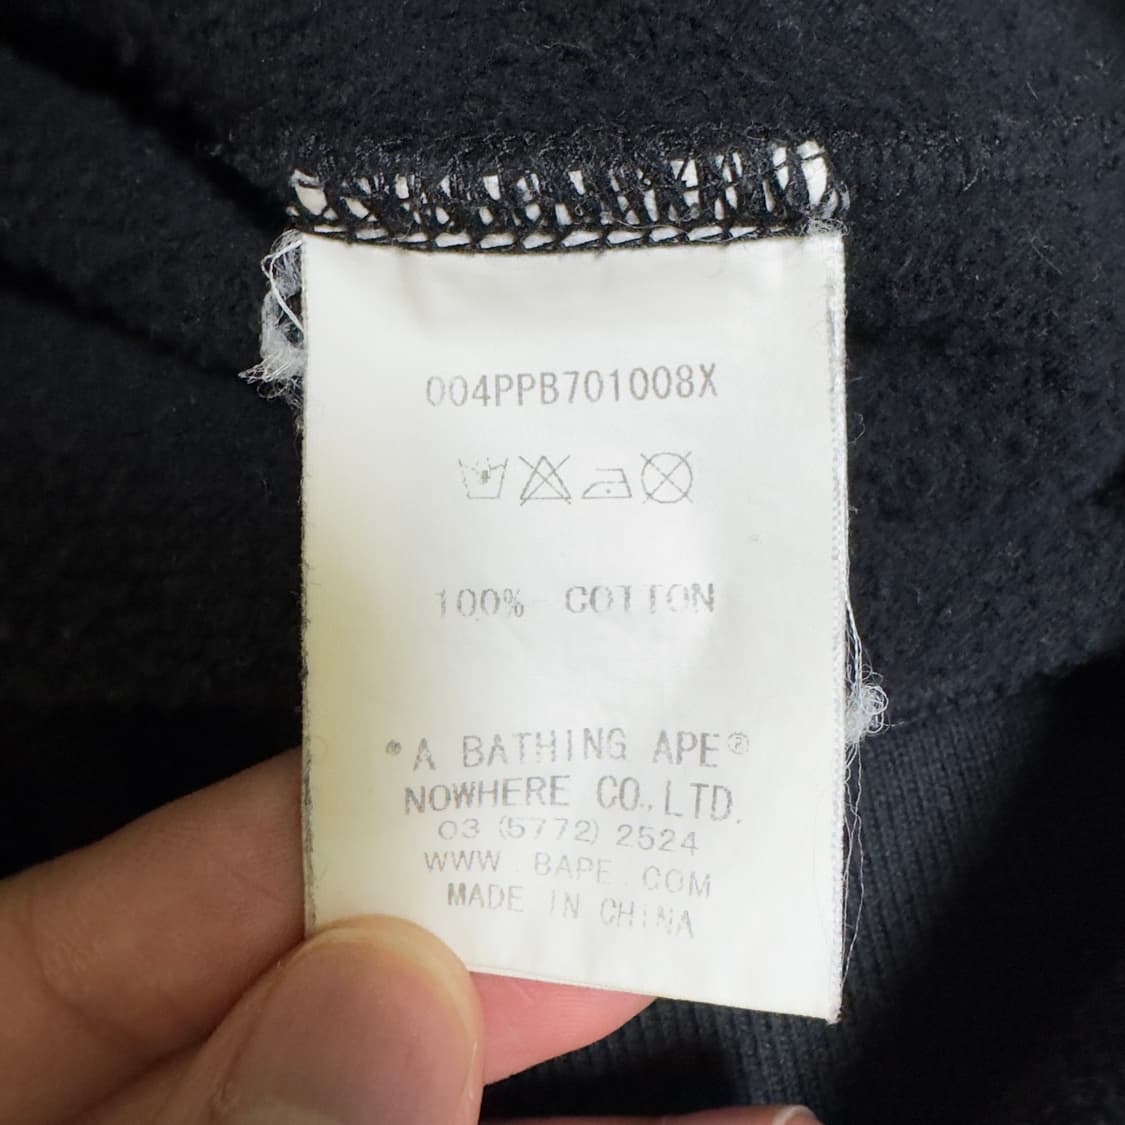 004PPB701008X
100% COTTON
®A BATHING APE®
NOWHERE CO.,LTD.
03 (5772) 2524
WWW.BAPE.COM
MADE IN CHINA